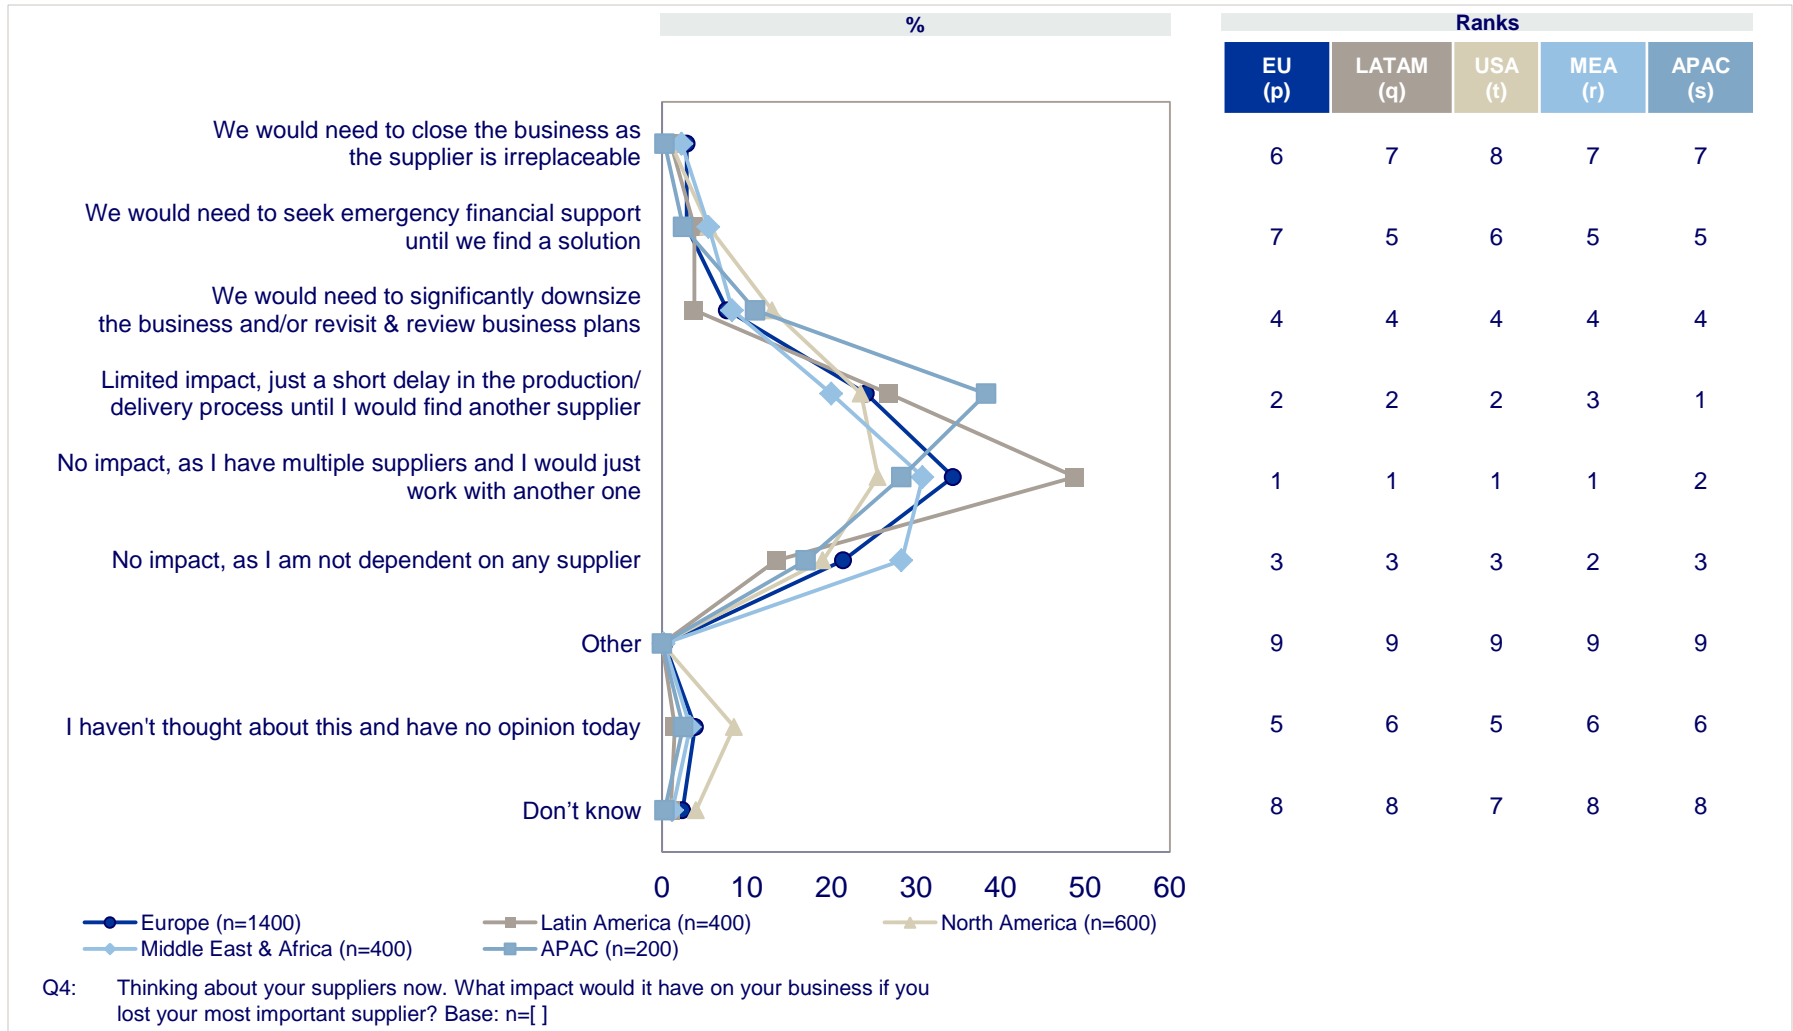 %
Ranks
EU
(p)
LATAM
(q)
USA
(t)
MEA
(r)
APAC
(s)
We would need to close the business as
the supplier is irreplaceable
6 7 8 7 7
We would need to seek emergency financial support
until we find a solution
7 5 6 5 5
We would need to significantly downsize
the business and/or revisit & review business plans
4 4 4 4 4
Limited impact, just a short delay in the production/
delivery process until I would find another supplier
2 2 2 3 1
No impact, as I have multiple suppliers and I would just
work with another one
1 1 1 1 2
No impact, as I am not dependent on any supplier
3 3 3 2 3
Other
9 9 9 9 9
I haven't thought about this and have no opinion today
5 6 5 6 6
Don’t know
8 8 7 8 8
0 10 20 30 40 50 60
Europe (n=1400)
Latin America (n=400)
North America (n=600)
Middle East & Africa (n=400)
APAC (n=200)
Q4: Thinking about your suppliers now. What impact would it have on your business if you
lost your most important supplier? Base: n=[ ]